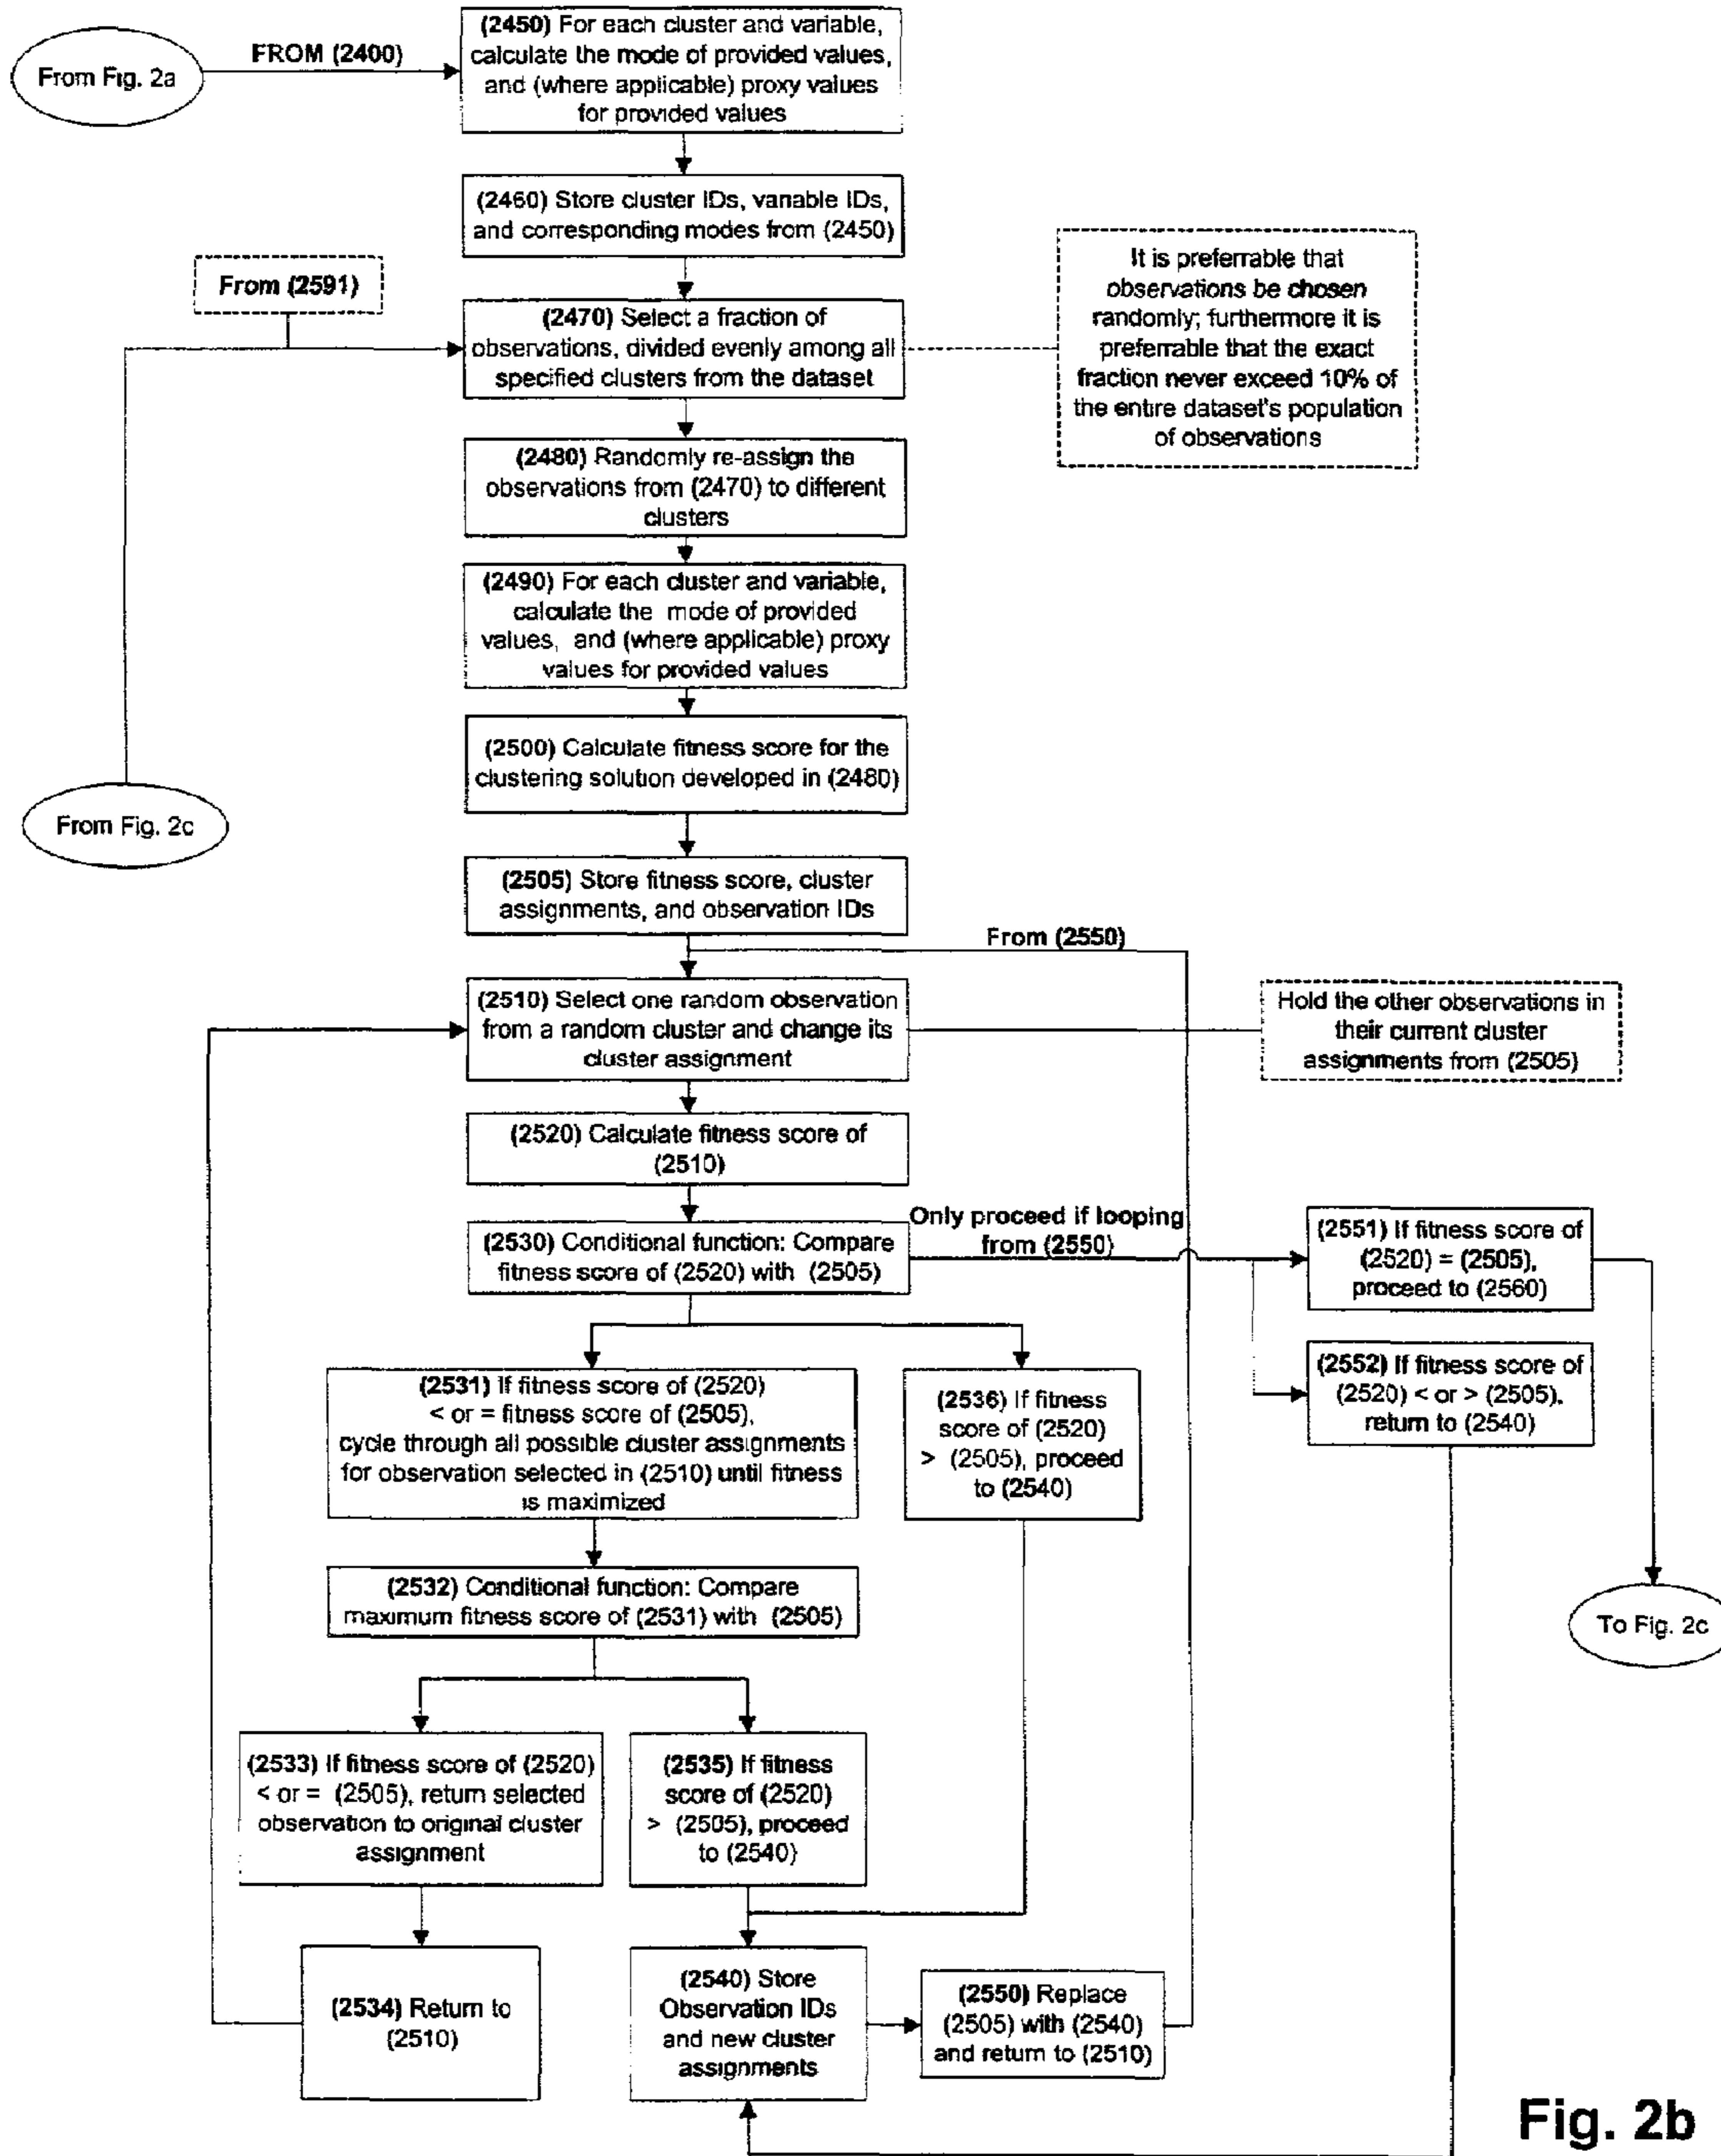 (2450) For each cluster and variable,
calculate the mode of provided values,
and (where applicable) proxy values
for provided values
FROM (2400)
From Fig. 2a
(2460) Store cluster IDs, variable IDs,
and corresponding modes from (2450)
From (2591)
It is preferrable that
observations be chosen
randomly; furthermore it is
preferrable that the exact
fraction never exceed 10% of
the entire dataset's population
of observations
(2470) Select a fraction of
observations, divided evenly among all
specified clusters from the dataset
(2480) Randomly re-assign the
observations from (2470) to different
clusters
(2490) For each cluster and variable,
calculate the mode of provided
values, and (where applicable) proxy
values for provided values
(2500) Calculate fitness score for the
clustering solution developed in (2480)
From Fig. 2c
(2505) Store fitness score, cluster
assignments, and observation IDs
From (2550)
(2510) Select one random observation
from a random cluster and change its
cluster assignment
Hold the other observations in
their current cluster
assignments from (2505)
(2520) Calculate fitness score of
(2510)
(2530) Conditional function: Compare
fitness score of (2520) with (2505)
Only proceed if looping
from (2550)
(2551) If fitness score of
(2520) = (2505),
proceed to (2560)
(2552) If fitness score of
(2520) < or > (2505),
return to (2540)
(2531) If fitness score of (2520)
< or = fitness score of (2505),
cycle through all possible cluster assignments
for observation selected in (2510) until fitness
is maximized
(2536) If fitness
score of (2520)
> (2505), proceed
to (2540)
(2532) Conditional function: Compare
maximum fitness score of (2531) with (2505)
To Fig. 2c
(2533) If fitness score of (2520)
< or = (2505), return selected
observation to original cluster
assignment
(2535) If fitness
score of (2520)
> (2505), proceed
to (2540)
(2534) Return to
(2510)
(2540) Store
Observation IDs
and new cluster
assignments
(2550) Replace
(2505) with (2540)
and return to (2510)
Fig. 2b